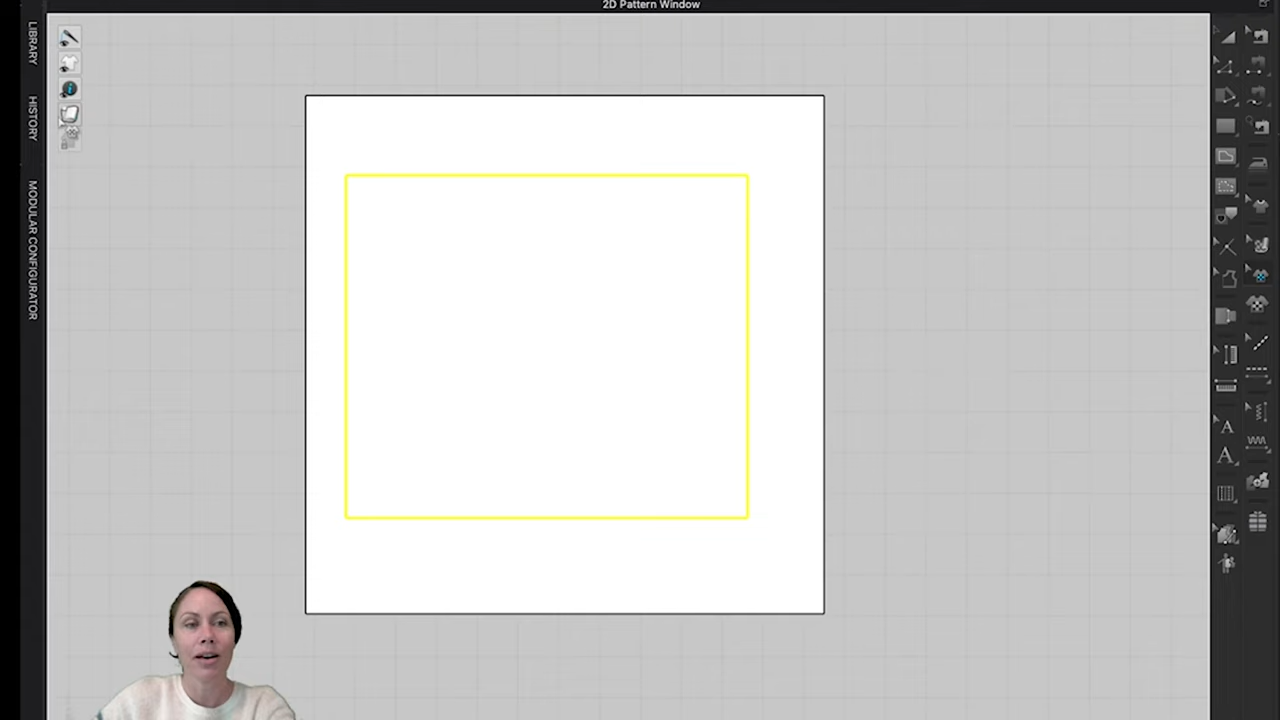 2D Pattern Window
LIBRARY
HISTORY
MODULAR CONFIGURATOR
A
A